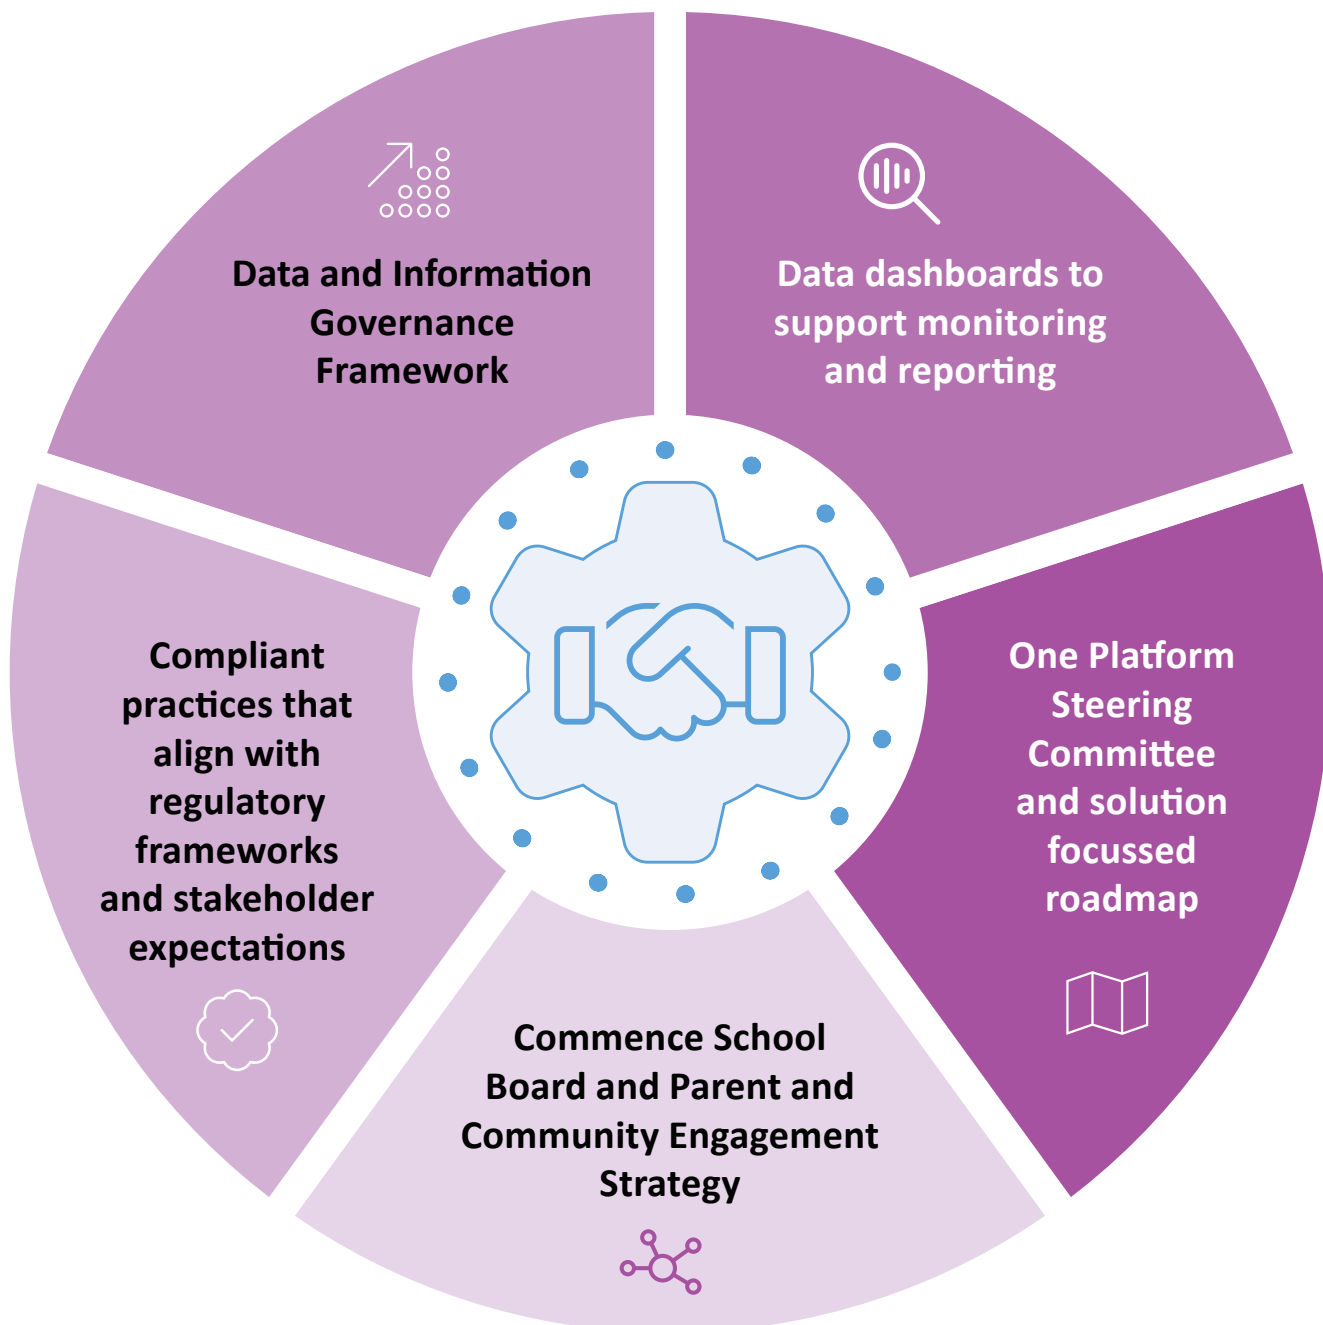 Data and Information
Governance
Framework
Data dashboards to
support monitoring
and reporting
One Platform
Steering
Committee
and solution
focussed
roadmap
Commence School
Board and Parent and
Community Engagement
Strategy
Compliant
practices that
align with
regulatory
frameworks
and stakeholder
expectations